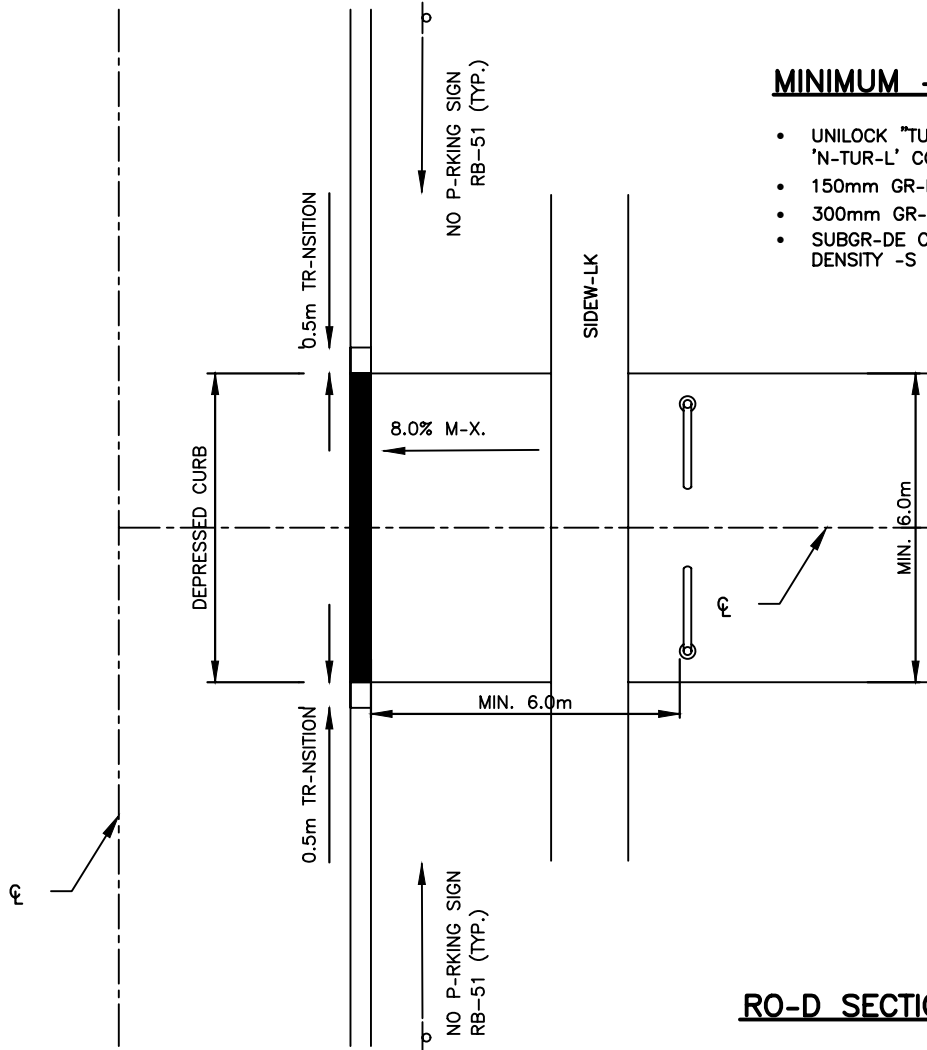 NO P-RKING SIGN
RB-51 (TYP.)
MINIMUM -
• UNILOCK "TU
'N-TUR-L' CO
• 150mm GR-
• 300mm GR-
• SUBGR-DE C
DENSITY -S
0.5m TR-NSITION
SIDEW-LK
8.0% M-X.
DEPRESSED CURB
MIN. 6.0m
℄
MIN. 6.0m
0.5m TR-NSITION
℄
NO P-RKING SIGN
RB-51 (TYP.)
RO-D SECTIO